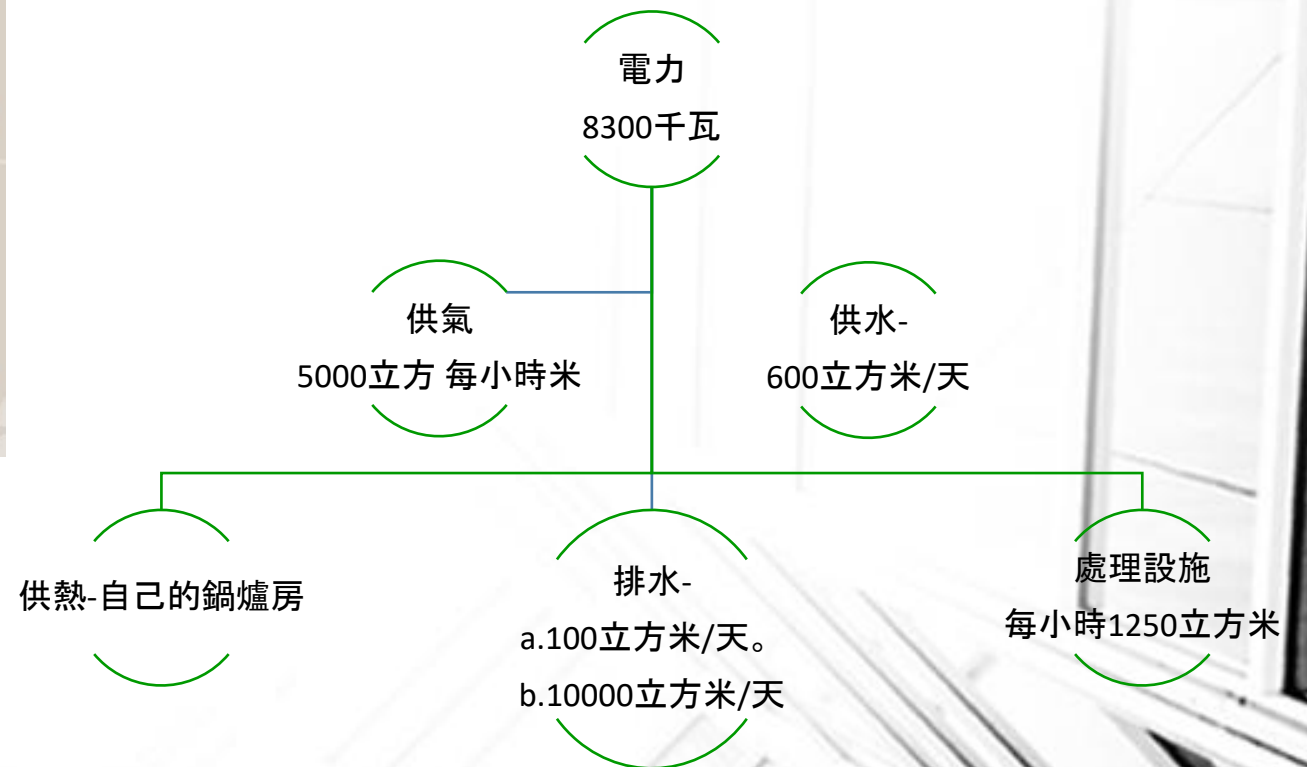 電力
8300千瓦
供氣
5000立方 每小時米
供水-
600立方米/天
供熱-自己的鍋爐房
排水-
a.100立方米/天。
b.10000立方米/天
處理設施
每小時1250立方米